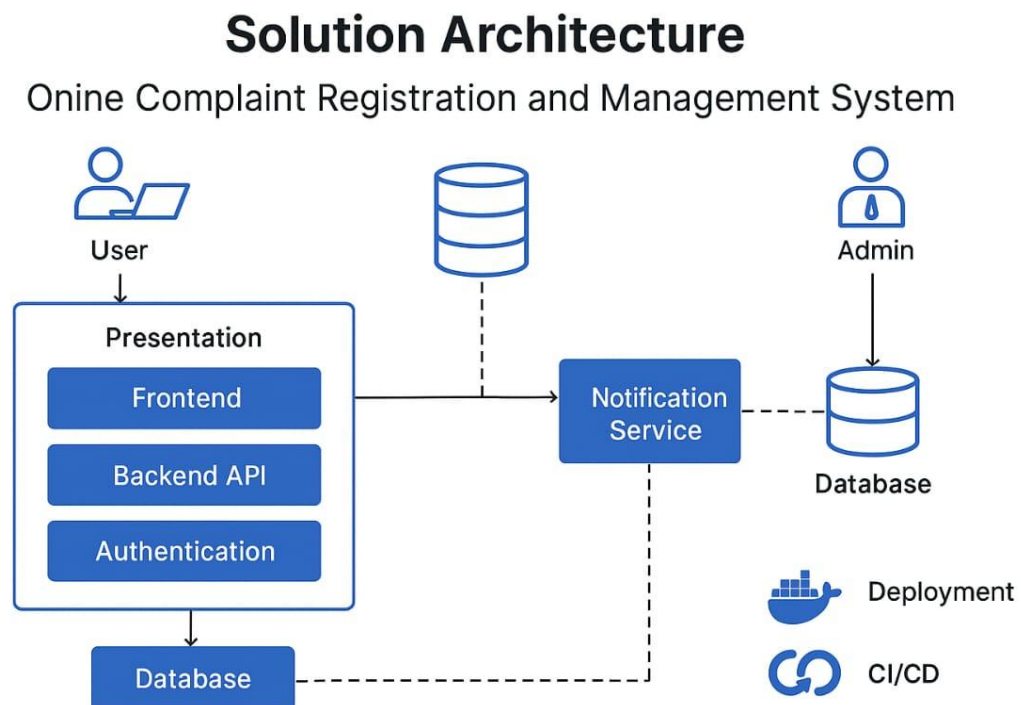 Solution Architecture
Onine Complaint Registration and Management System
User
Admin
Presentation
Frontend
Backend API
Authentication
Notification
Service
Database
Database
Deployment
CI/CD